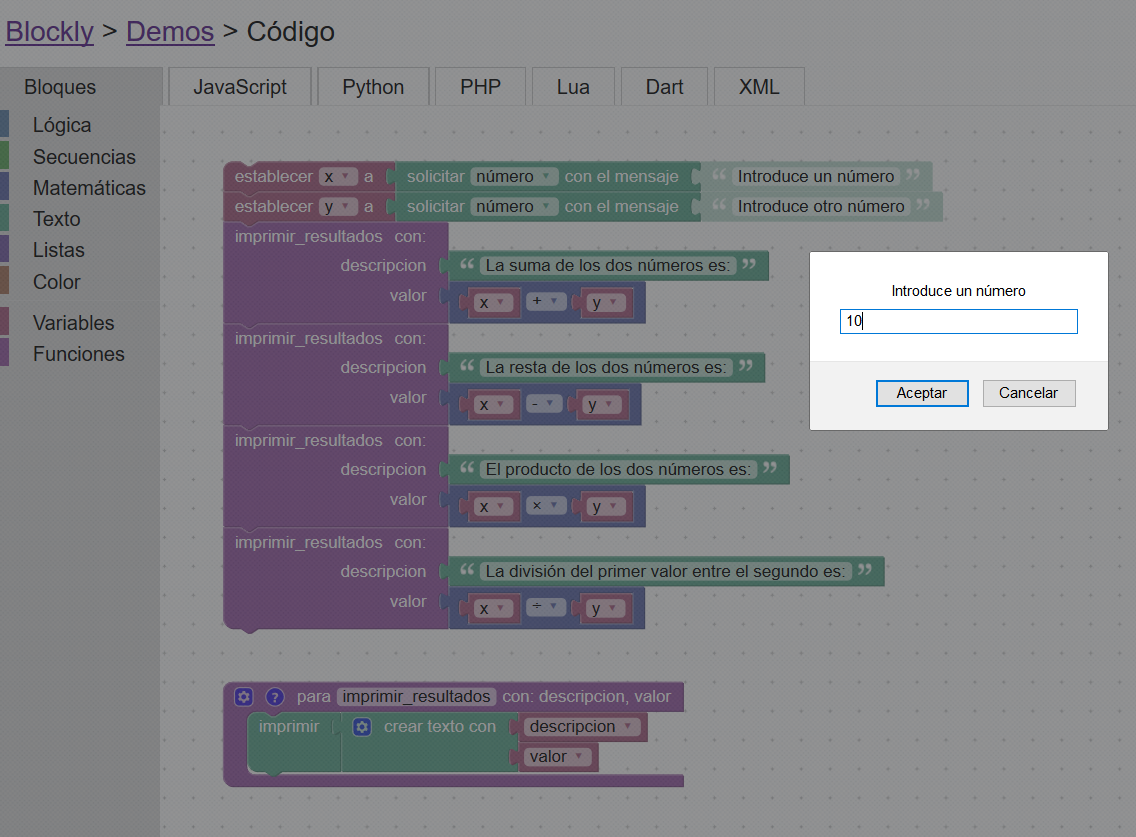 Blockly > Demos > Código
Bloques JavaScript Python PHP Lua Dart XML
Lógica
Secuencias
Matemáticas
Texto
Listas
Color
Variables
Funciones
establecer x a solicitar número con el mensaje “ Introduce un número ”
establecer y a solicitar número con el mensaje “ Introduce otro número ”
imprimir_resultados con:
descripcion “ La suma de los dos números es: ”
valor x + y
imprimir_resultados con:
descripcion “ La resta de los dos números es: ”
valor x - y
imprimir_resultados con:
descripcion “ El producto de los dos números es: ”
valor x × y
imprimir_resultados con:
descripcion “ La división del primer valor entre el segundo es: ”
valor x ÷ y
? para imprimir_resultados con: descripcion, valor
imprimir crear texto con descripcion
valor
Introduce un número
10
Aceptar Cancelar